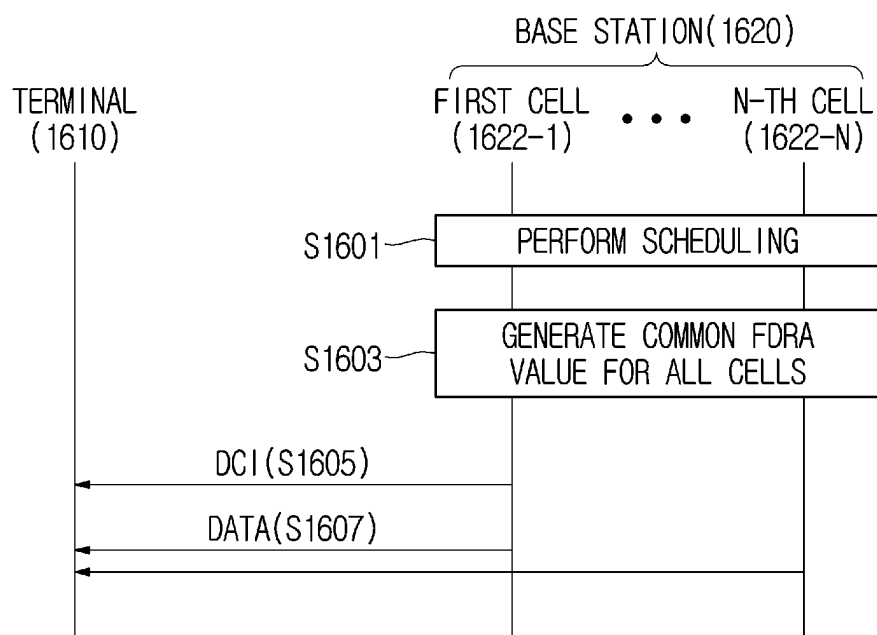 BASE STATION(1620)
TERMINAL
(1610)
FIRST CELL
(1622-1)
• • •
N-TH CELL
(1622-N)
S1601
PERFORM SCHEDULING
S1603
GENERATE COMMON FDRA
VALUE FOR ALL CELLS
DCI(S1605)
DATA(S1607)